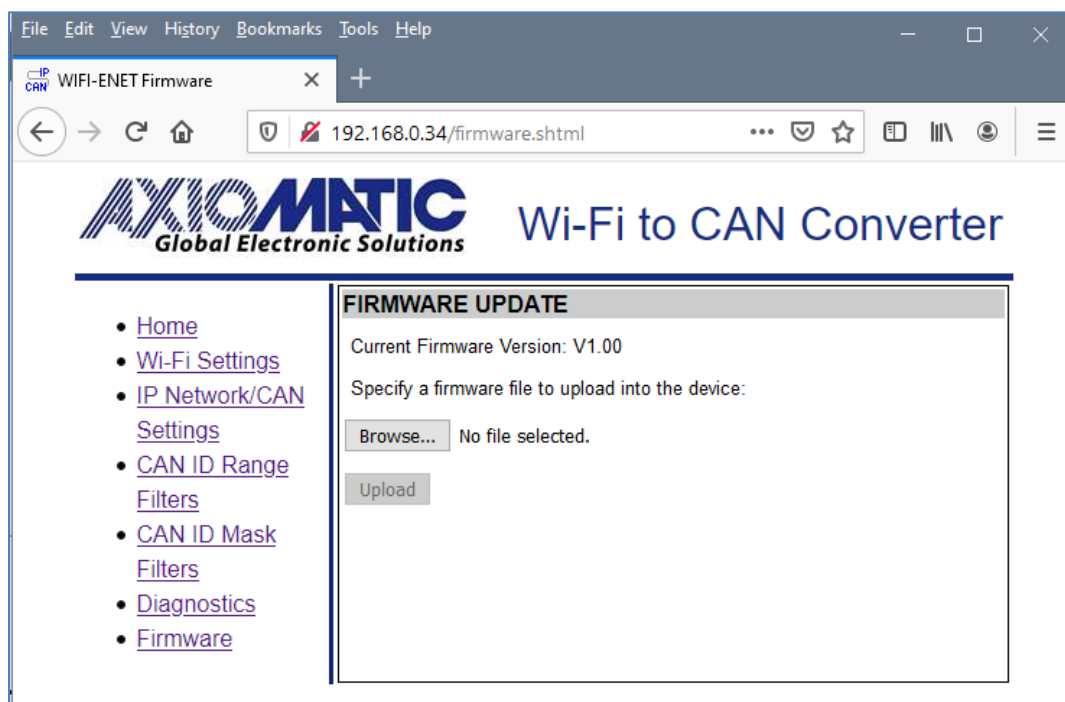 File Edit View History Bookmarks Tools Help
IP
CAN
WIFI-ENET Firmware
192.168.0.34/firmware.shtml
AXIOMATIC
Global Electronic Solutions
Wi-Fi to CAN Converter
Home
Wi-Fi Settings
IP Network/CAN
Settings
CAN ID Range
Filters
CAN ID Mask
Filters
Diagnostics
Firmware
FIRMWARE UPDATE
Current Firmware Version: V1.00
Specify a firmware file to upload into the device:
Browse... No file selected.
Upload